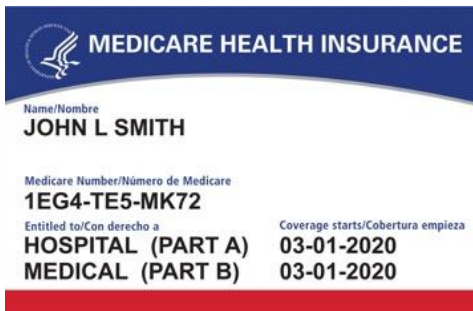 MEDICARE HEALTH INSURANCE
Name/Nombre
JOHN L SMITH
Medicare Number/Número de Medicare
1EG4-TE5-MK72
Entitled to/Con derecho a Coverage starts/Cobertura empieza
HOSPITAL (PART A) 03-01-2020
MEDICAL (PART B) 03-01-2020